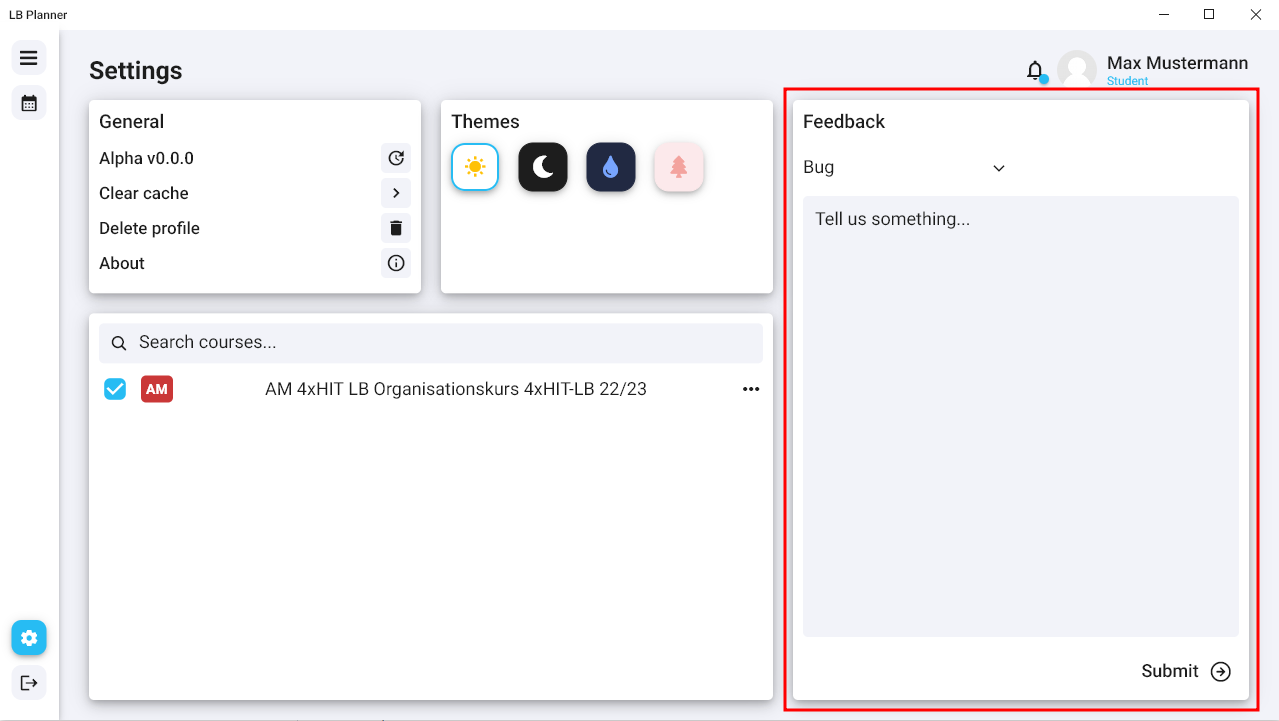 LB Planner
Settings
Max Mustermann
Student
General
Alpha v0.0.0
Clear cache
Delete profile
About
Themes
Feedback
Bug
Tell us something...
Submit
Search courses...
AM AM 4xHIT LB Organisationskurs 4xHIT-LB 22/23